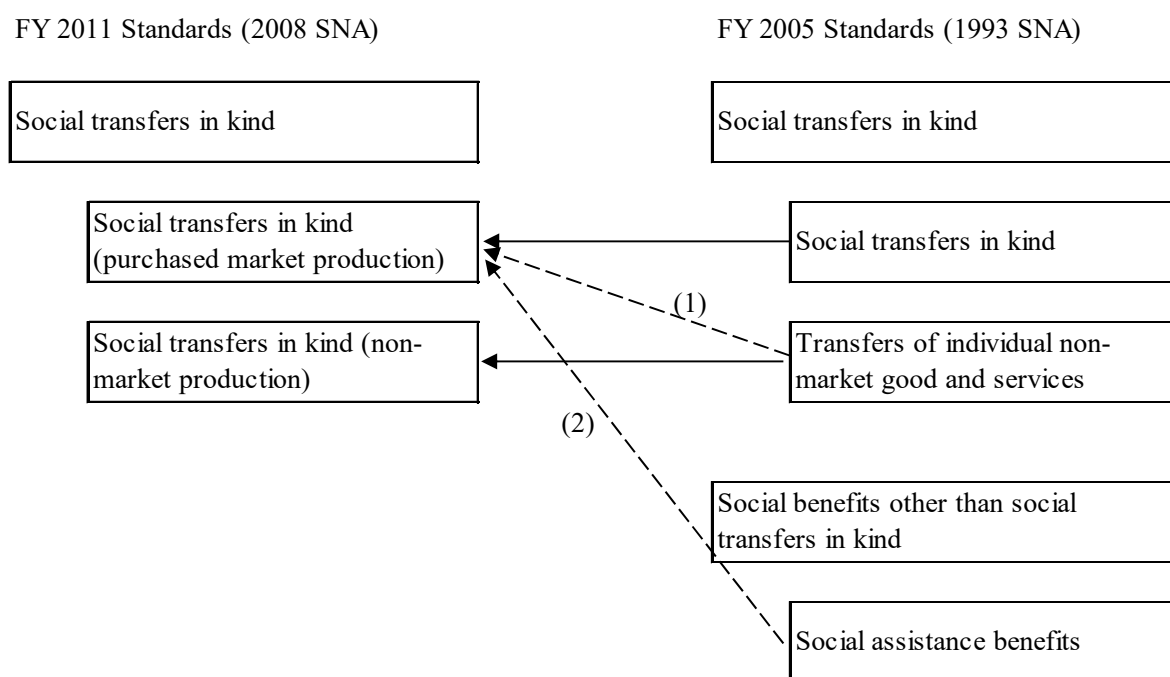 FY 2011 Standards (2008 SNA)
FY 2005 Standards (1993 SNA)
Social transfers in kind
Social transfers in kind
Social transfers in kind
(purchased market production)
Social transfers in kind
(1)
Social transfers in kind (non-
market production)
Transfers of individual non-
market good and services
(2)
Social benefits other than social
transfers in kind
Social assistance benefits